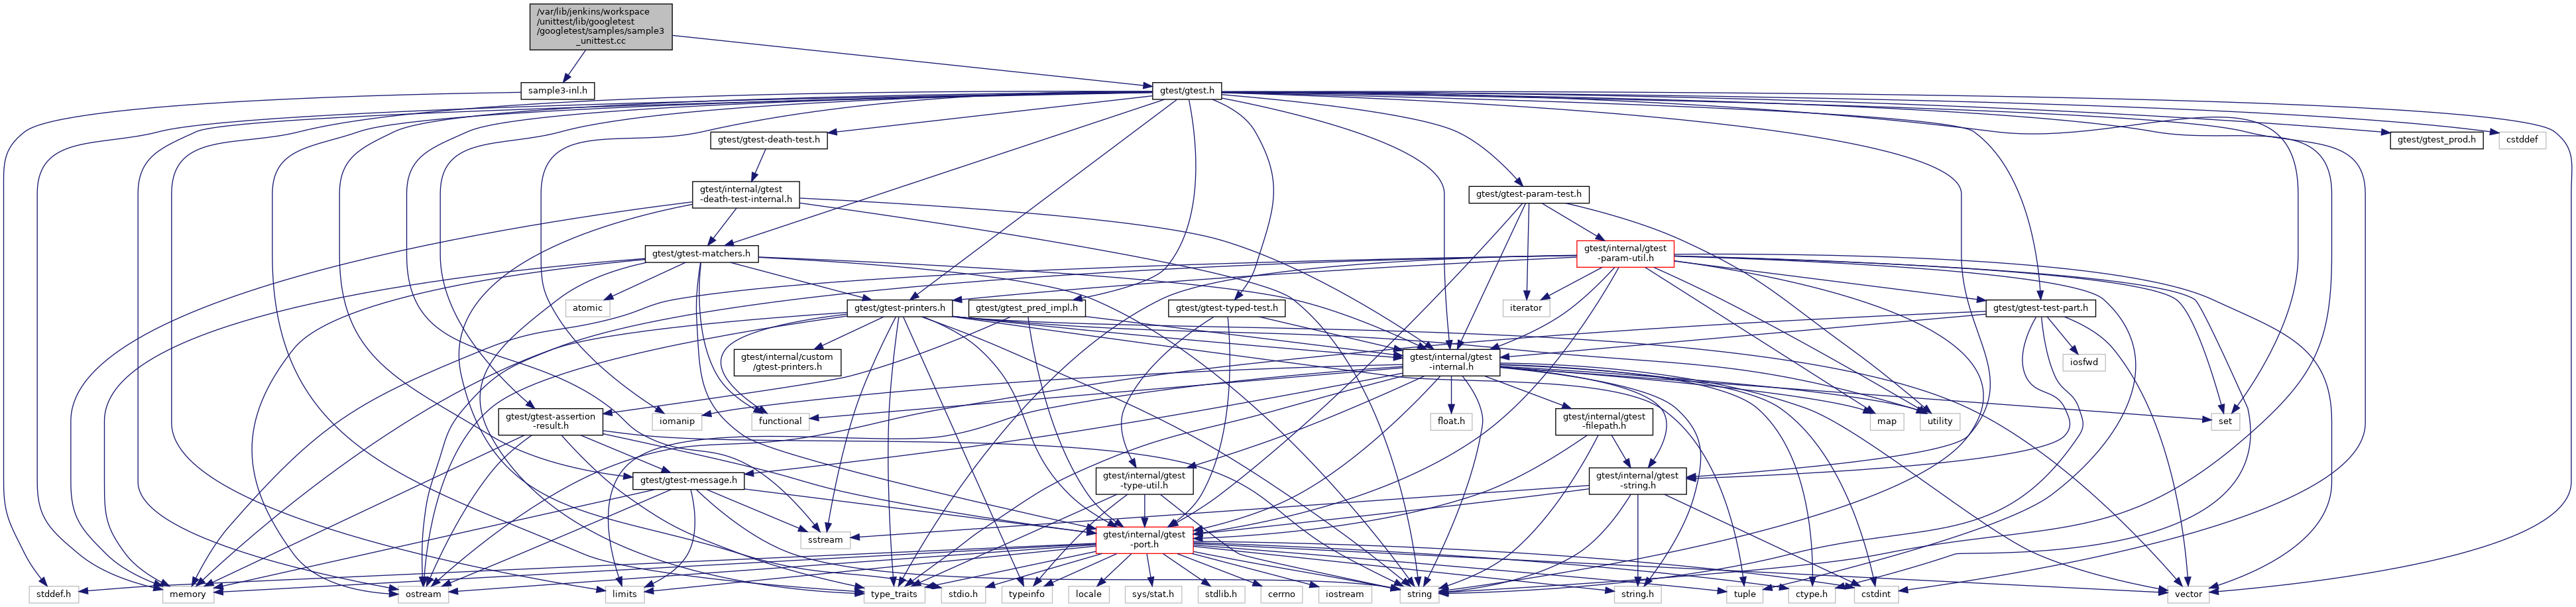 /var/lib/jenkins/workspace
/unittest/lib/googletest
/googletest/samples/sample3
_unittest.cc
sample3-inl.h
gtest/gtest.h
gtest/gtest-death-test.h
gtest/gtest_prod.h
cstddef
gtest/internal/gtest
-death-test-internal.h
gtest/gtest-param-test.h
gtest/gtest-matchers.h
gtest/internal/gtest
-param-util.h
atomic
gtest/gtest-printers.h
gtest/gtest_pred_impl.h
gtest/gtest-typed-test.h
iterator
gtest/gtest-test-part.h
gtest/internal/custom
/gtest-printers.h
gtest/internal/gtest
-internal.h
iosfwd
gtest/gtest-assertion
-result.h
iomanip
functional
float.h
gtest/internal/gtest
-filepath.h
map
utility
set
gtest/gtest-message.h
gtest/internal/gtest
-type-util.h
gtest/internal/gtest
-string.h
sstream
gtest/internal/gtest
-port.h
stddef.h
memory
ostream
limits
type_traits
stdio.h
typeinfo
locale
sys/stat.h
stdlib.h
cerrno
iostream
string
string.h
tuple
ctype.h
cstdint
vector